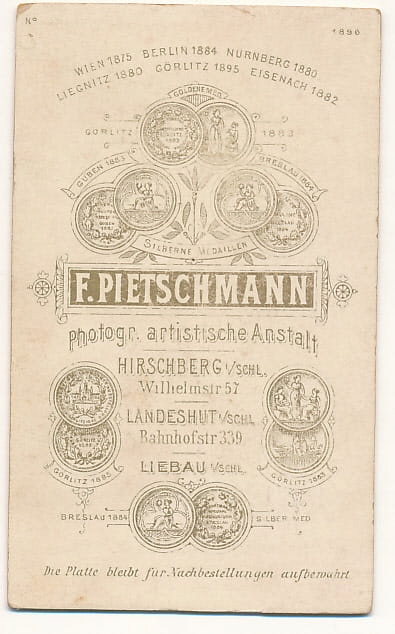 No 1896
WIEN 1875 BERLIN 1884 NURNBERG 1880
LIEGNITZ 1880 GÖRLITZ 1895 EISENACH 1882
GOLDENE MED.
GÖRLITZ 1883
GUBEN 1883 BRESLAU 1884
SILBERNE MEDAILLEN
F. PIETSCHMANN
photogr. artistische Anstalt
HIRSCHBERG i/SCHL.
Wilhelmstr 57
LANDESHUT i/SCHL
Bahnhofstr 339
LIEBAU i/SCHL.
GÖRLITZ 1885 GÖRLITZ 1883
BRESLAU 1884 SILBER MED
Die Platte bleibt für Nachbestellungen aufbewahrt